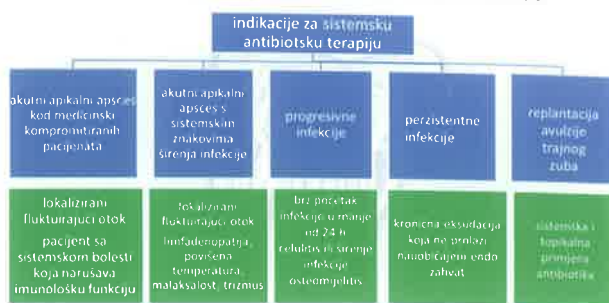 indikacije za sistemsku
antibiotsku terapiju
akutni apikalni apsces
kod medicinski
kompromitiranih
pacijenata
akutni apikalni
apsces s
sistemskim
znakovima
širenja infekcije
progresivne
infekcije
perzistentne
infekcije
replantacija
avulzije
trajnog
zuba
lokalizirani
fluktuirajući otok
pacijent sa
sistemskom bolesti
koja narušava
imunološku funkciju
lokalizirani
fluktuirajući otok
limfadenopatija,
povišena
temperatura,
malaksalost, trizmus
brz početak
infekcije u manje
od 24 h
celulitis ili širenje
infekcije
osteomijelitis
kronična eksudacija
koja ne prolazi
uobičajeni endo
zahvat
sistemska i
topikalna
primjena
antibiotika